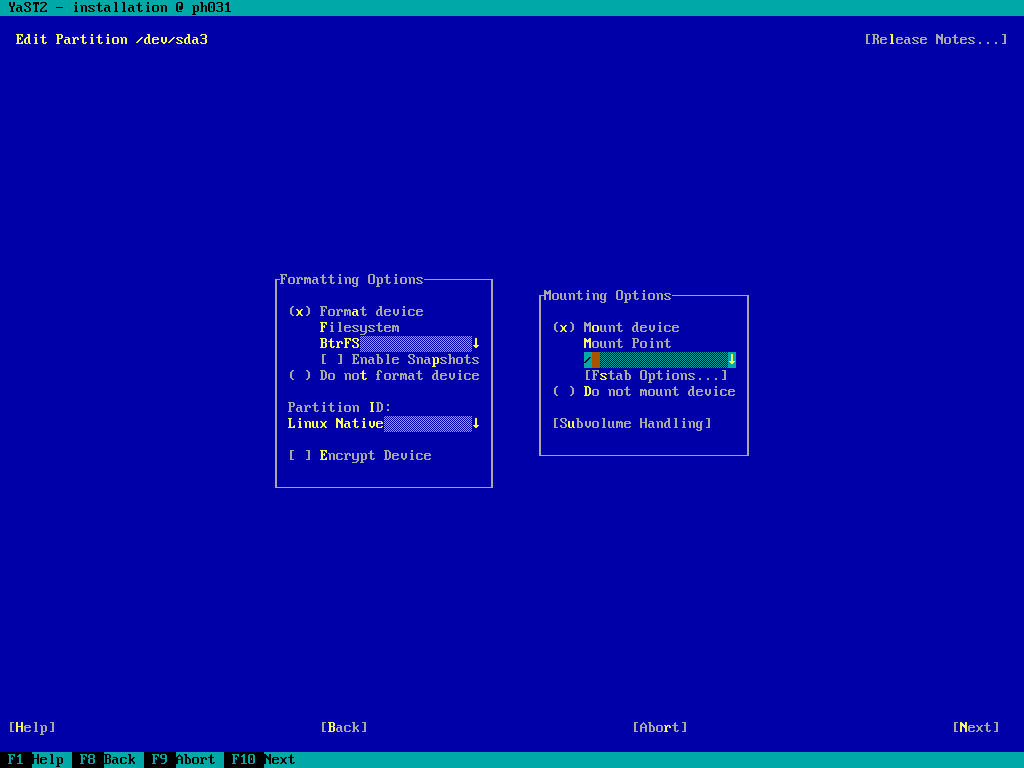 YaST2 - installation @ ph031
Edit Partition /dev/sda3 [Release Notes...]
Formatting Options
(x) Format device
Filesystem
BtrFS↓
[ ] Enable Snapshots
( ) Do not format device
Partition ID:
Linux Native↓
[ ] Encrypt Device
Mounting Options
(x) Mount device
Mount Point
/↓
[Fstab Options...]
( ) Do not mount device
[Subvolume Handling]
[Help] [Back] [Abort] [Next]
F1 Help F8 Back F9 Abort F10 Next